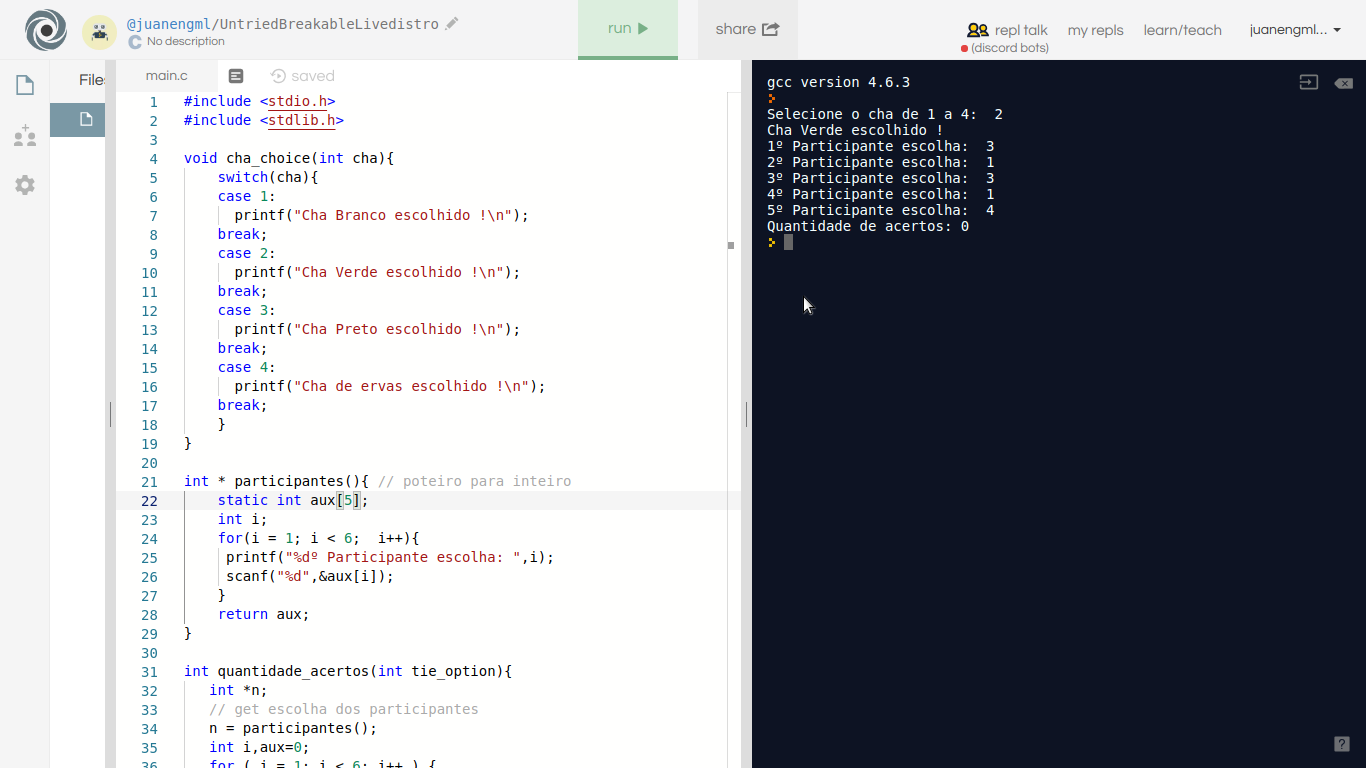 @juanengml/UntriedBreakableLivedistro
No description
run
share
repl talk
(discord bots)
my repls
learn/teach
juanengml...
Files
main.c
saved
1 #include <stdio.h>
2 #include <stdlib.h>
3
4 void cha_choice(int cha){
5 switch(cha){
6 case 1:
7 printf("Cha Branco escolhido !\n");
8 break;
9 case 2:
10 printf("Cha Verde escolhido !\n");
11 break;
12 case 3:
13 printf("Cha Preto escolhido !\n");
14 break;
15 case 4:
16 printf("Cha de ervas escolhido !\n");
17 break;
18 }
19 }
20
21 int * participantes(){ // poteiro para inteiro
22 static int aux[5];
23 int i;
24 for(i = 1; i < 6;  i++){
25 printf("%dº Participante escolha: ",i);
26 scanf("%d",&aux[i]);
27 }
28 return aux;
29 }
30
31 int quantidade_acertos(int tie_option){
32 int *n;
33 // get escolha dos participantes
34 n = participantes();
35 int i,aux=0;
36 for ( i = 1; i < 6; i++ ) {
gcc version 4.6.3
Selecione o cha de 1 a 4:  2
Cha Verde escolhido !
1º Participante escolha:  3
2º Participante escolha:  1
3º Participante escolha:  3
4º Participante escolha:  1
5º Participante escolha:  4
Quantidade de acertos: 0
?